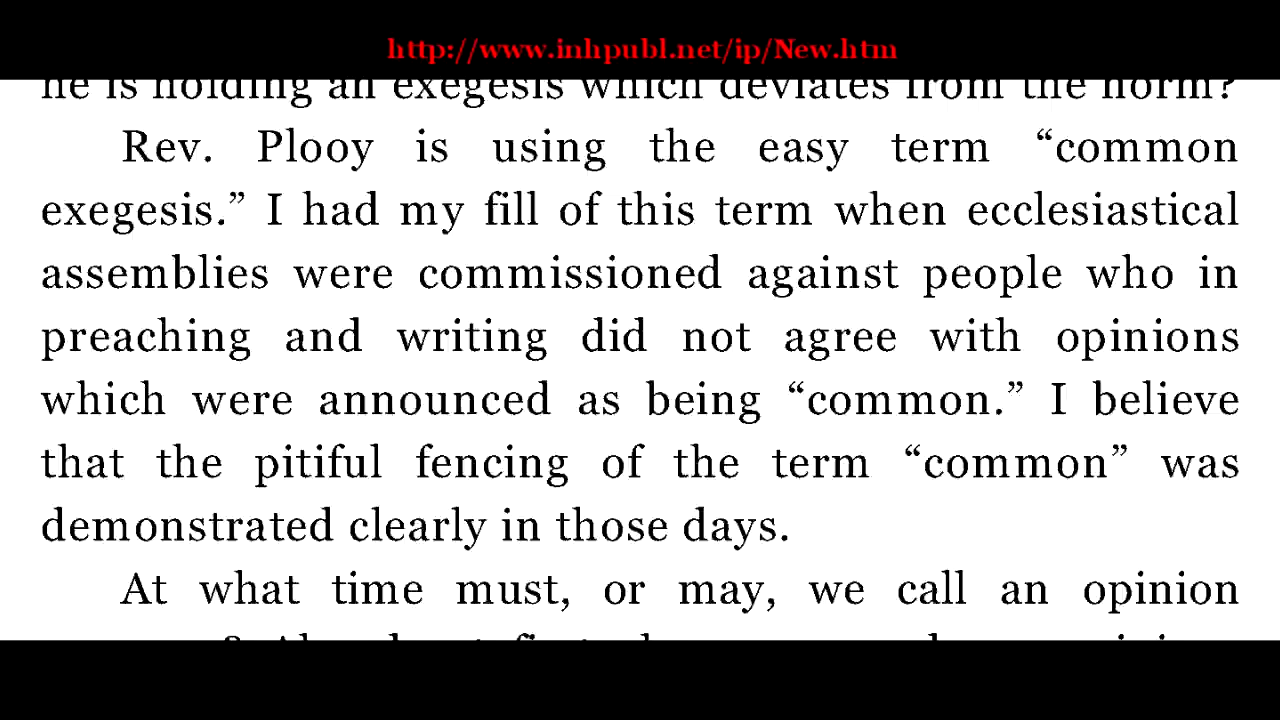 http://www.inhpubl.net/ip/New.htm
he is holding an exegesis which deviates from the norm?
Rev. Plooy is using the easy term “common
exegesis.” I had my fill of this term when ecclesiastical
assemblies were commissioned against people who in
preaching and writing did not agree with opinions
which were announced as being “common.” I believe
that the pitiful fencing of the term “common” was
demonstrated clearly in those days.
At what time must, or may, we call an opinion